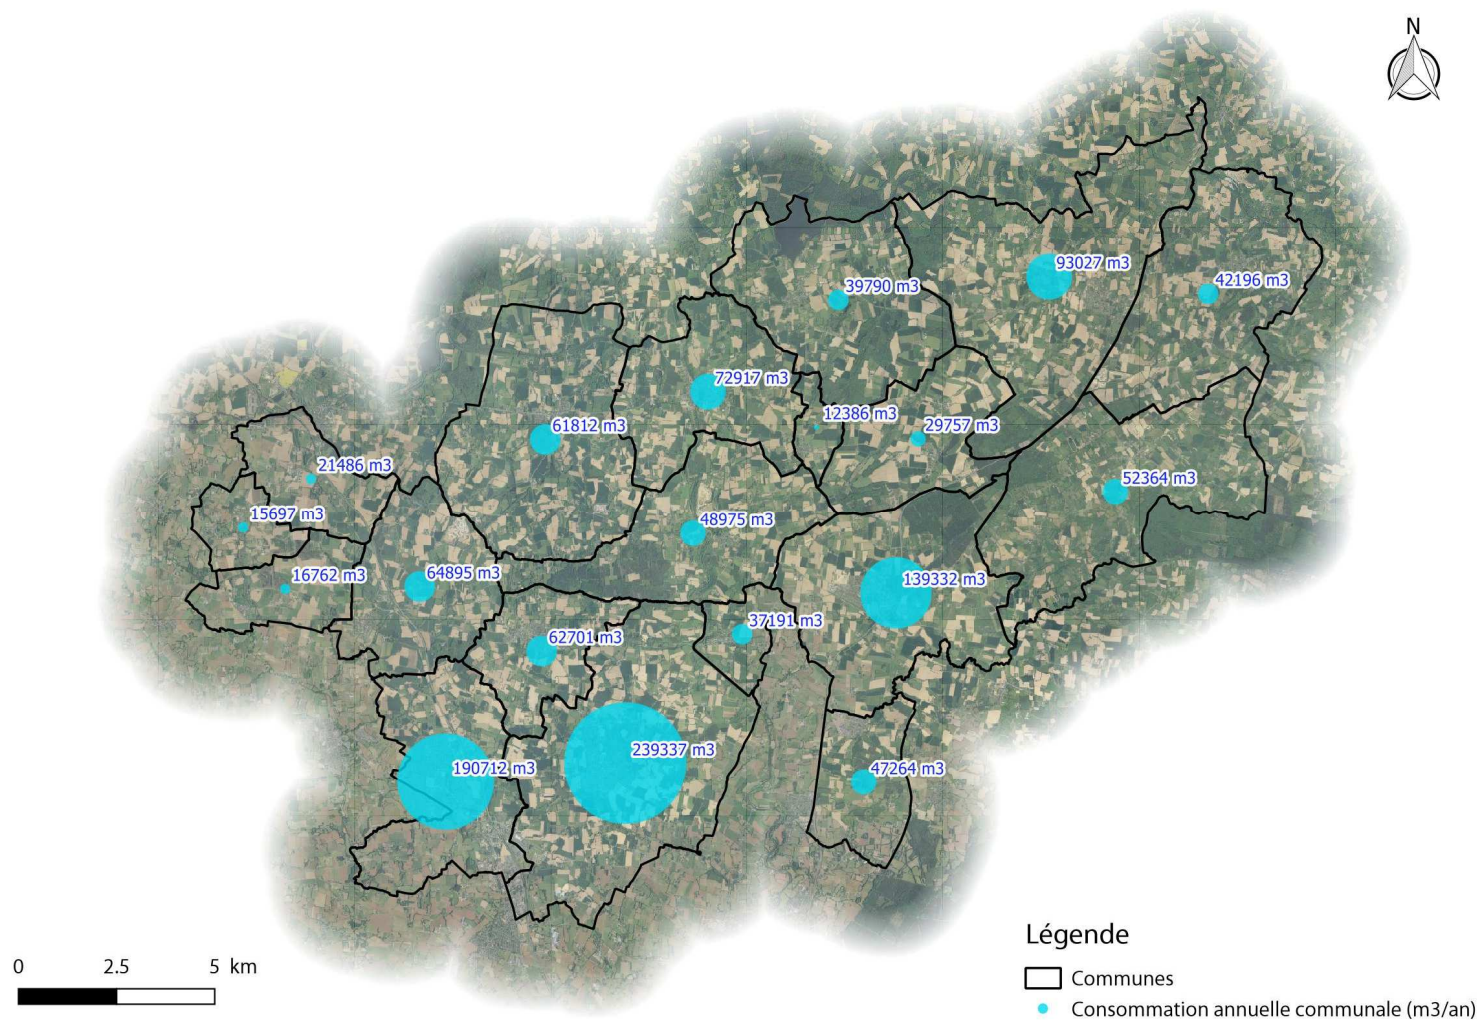 N
93027 m3
42196 m3
39790 m3
72917 m3
12386 m3
29757 m3
61812 m3
21486 m3
52364 m3
15697 m3
48975 m3
16762 m3
64895 m3
139332 m3
37191 m3
62701 m3
239337 m3
190712 m3
47264 m3
Légende
Communes
Consommation annuelle communale (m3/an)
0 2.5 5 km